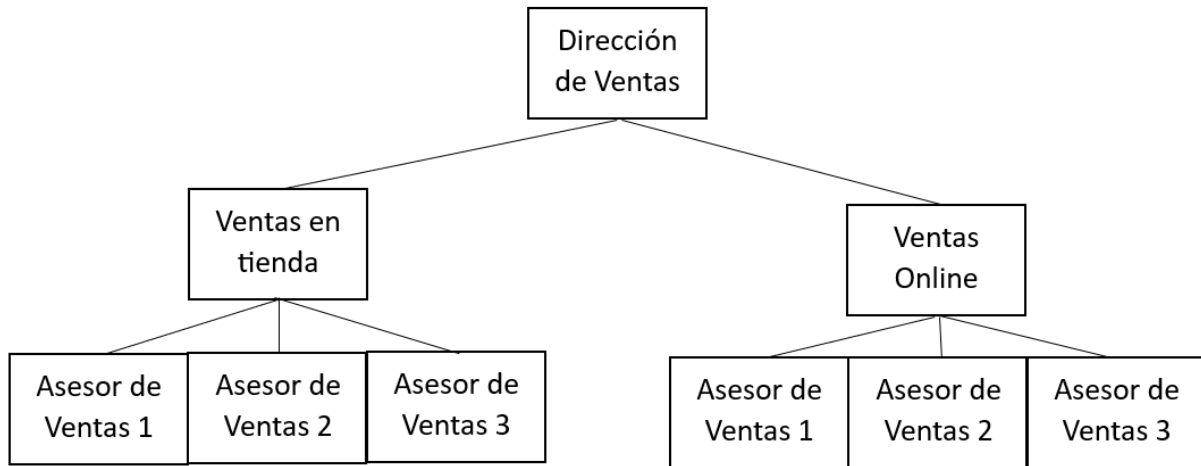 Dirección
de Ventas
Ventas en
tienda
Ventas
Online
Asesor de
Ventas 1
Asesor de
Ventas 2
Asesor de
Ventas 3
Asesor de
Ventas 1
Asesor de
Ventas 2
Asesor de
Ventas 3